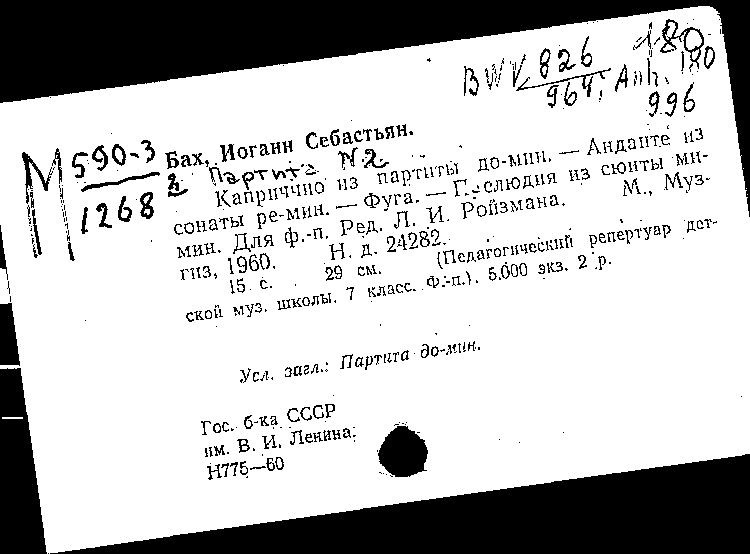 BWV 826 180
964; Anh. 180
996
М 590-3
1268
Бах, Иоганн Себастьян.
Партита N 2
Каприччио из партиты до-мин. — Анданте из
сонаты ре-мин. — Фуга. — Прелюдия из сюиты ми-
мин. Для ф.-п. Ред. Л. И. Ройзмана. М., Муз-
гиз, 1960. Н. д. 24282.
15 с. 29 см. (Педагогический репертуар дет-
ской муз. школы. 7 класс. Ф.-п.). 5.000 экз. 2 р.
Усл. загл.: Партита до-мин.
Гос. б-ка СССР
им. В. И. Ленина.
Н775—60